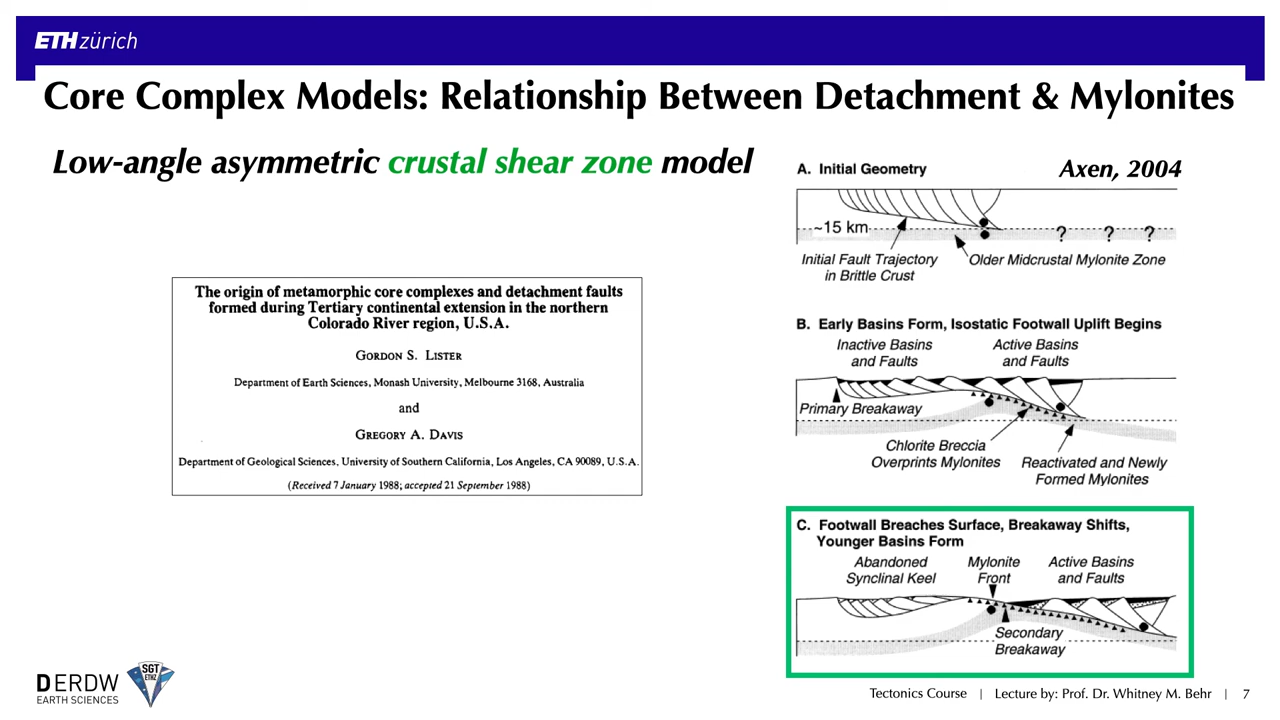 ETH zürich
Core Complex Models: Relationship Between Detachment & Mylonites
Low-angle asymmetric crustal shear zone model
The origin of metamorphic core complexes and detachment faults
formed during Tertiary continental extension in the northern
Colorado River region, U.S.A.
GORDON S. LISTER
Department of Earth Sciences, Monash University, Melbourne 3168, Australia
and
GREGORY A. DAVIS
Department of Geological Sciences, University of Southern California, Los Angeles, CA 90089, U.S.A.
(Received 7 January 1988; accepted 21 September 1988)
Axen, 2004
A. Initial Geometry
~15 km
? ? ?
Initial Fault Trajectory
in Brittle Crust
Older Midcrustal Mylonite Zone
B. Early Basins Form, Isostatic Footwall Uplift Begins
Inactive Basins
and Faults
Active Basins
and Faults
Primary Breakaway
Chlorite Breccia
Overprints Mylonites
Reactivated and Newly
Formed Mylonites
C. Footwall Breaches Surface, Breakaway Shifts,
Younger Basins Form
Abandoned
Synclinal Keel
Mylonite
Front
Active Basins
and Faults
Secondary
Breakaway
DERDW
EARTH SCIENCES
SGT
ETHZ
Tectonics Course | Lecture by: Prof. Dr. Whitney M. Behr | 7